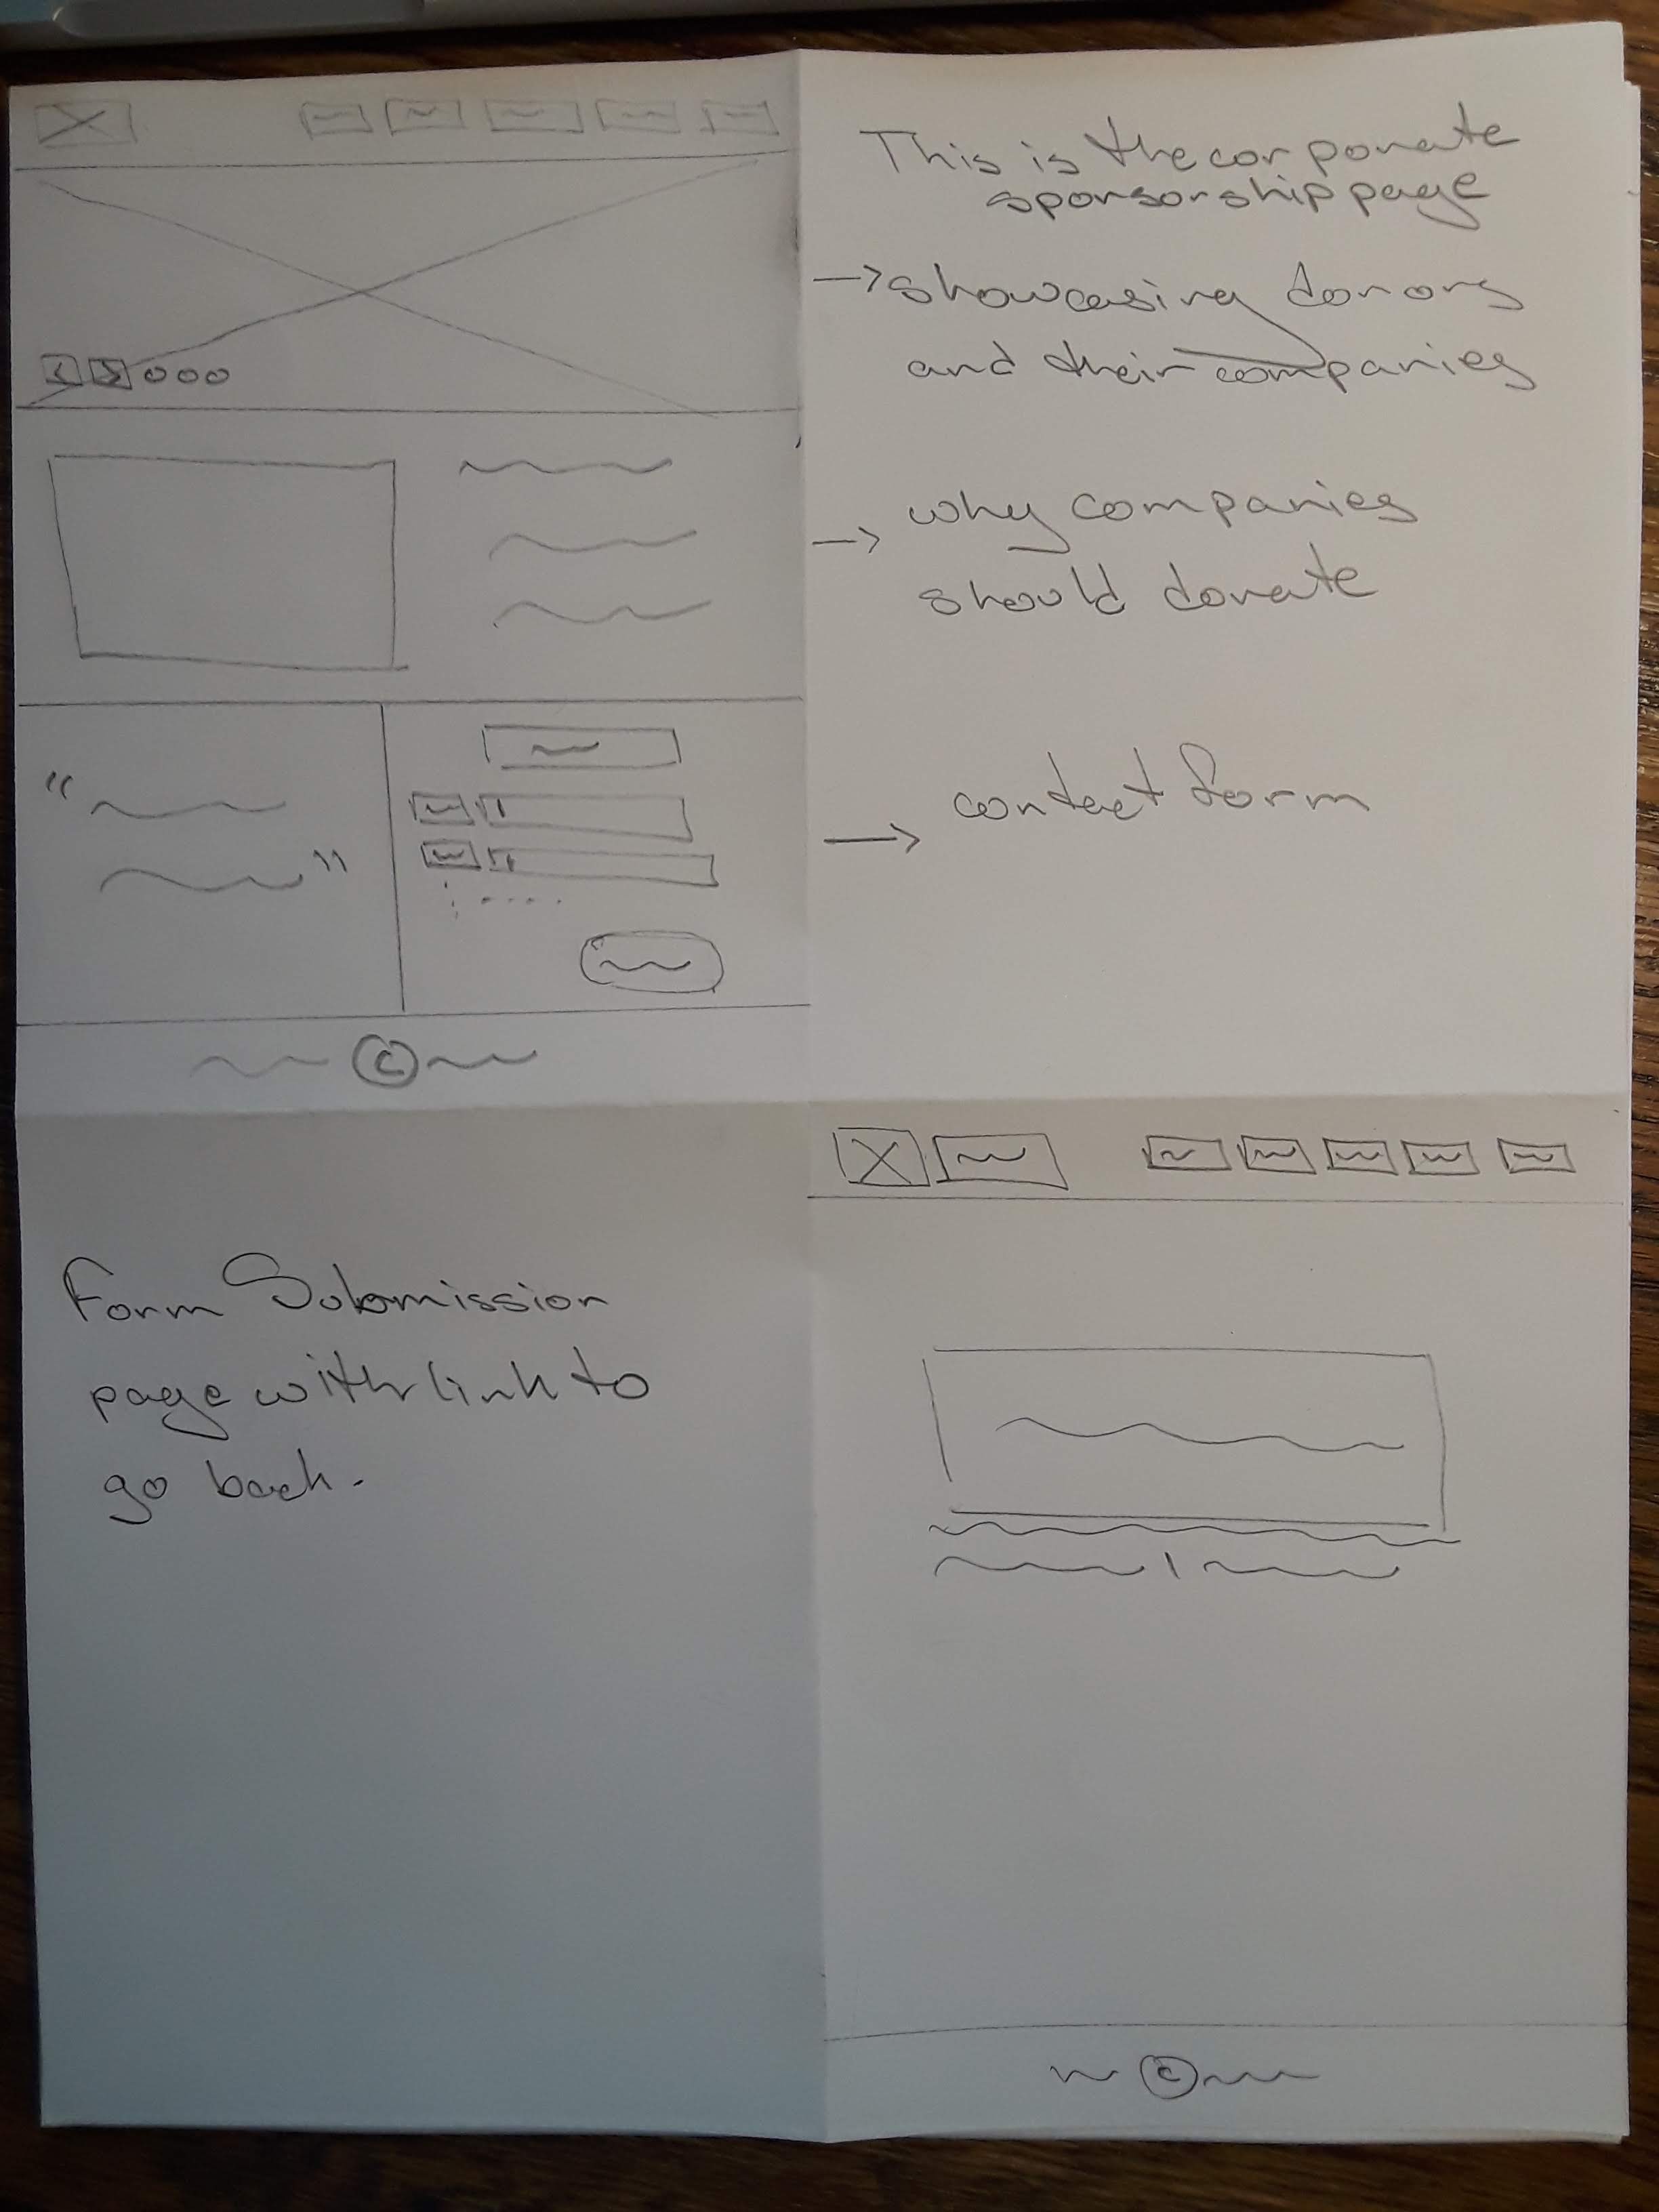 This is the corporate
sponsorship page
→ showcasing donors
and their companies
→ why companies
should donate
→ contact form
“
”
©
Form Submission
page with link to
go back.
©